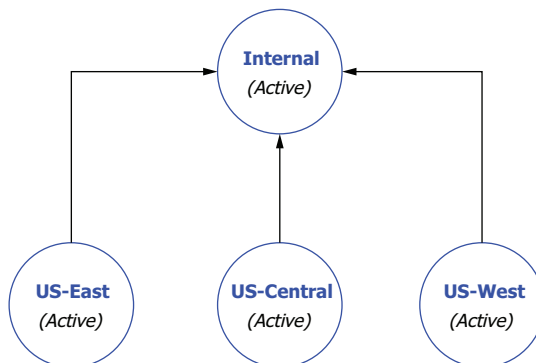 Internal
(Active)
US-East
(Active)
US-Central
(Active)
US-West
(Active)